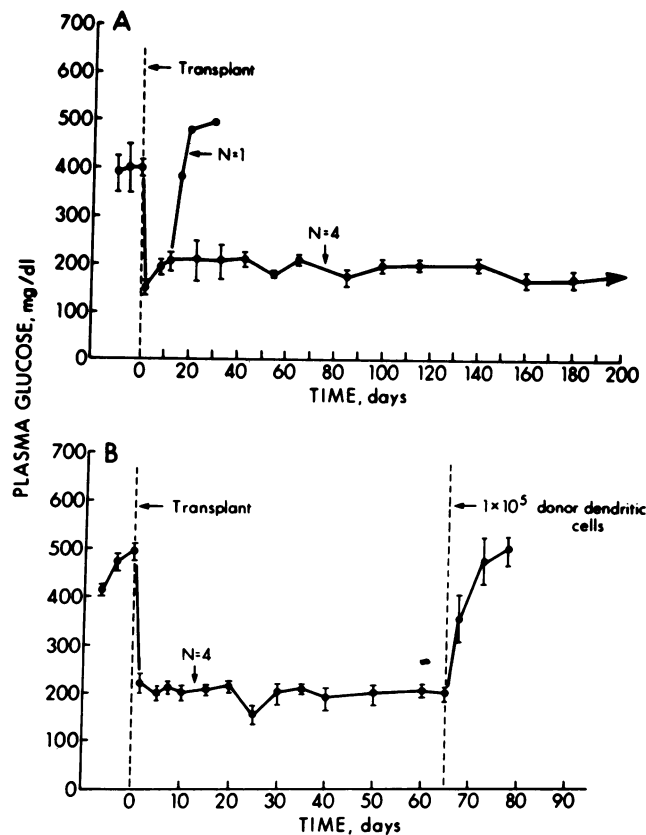 A
700
600
500
400
300
200
100
0
Transplant
N=1
N=4
0 20 40 60 80 100 120 140 160 180 200
TIME, days
PLASMA GLUCOSE, mg/dl
B
700
600
500
400
300
200
100
0
Transplant
1×10⁵ donor dendritic
cells
N=4
0 10 20 30 40 50 60 70 80 90
TIME, days